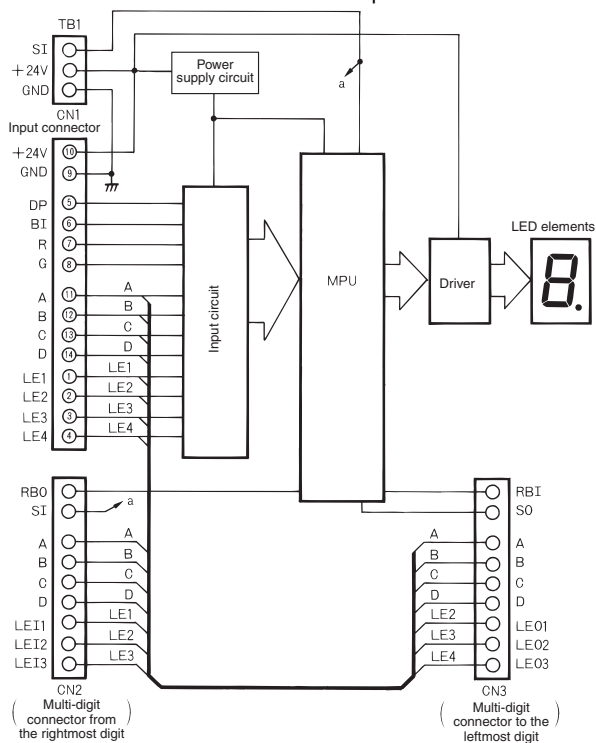 TB1
SI
+24V
GND
CN1
Input connector
+24V
GND
DP
BI
R
G
A
B
C
D
LE1
LE2
LE3
LE4
10
9
5
6
7
8
11
12
13
14
1
2
3
4
A
B
C
D
LE1
LE2
LE3
LE4
Power
supply circuit
a
Input circuit
MPU
Driver
LED elements
8.
RBO
SI
a
A
B
C
D
LEI1
LEI2
LEI3
A
B
C
D
LE1
LE2
LE3
CN2
( Multi-digit
connector from
the rightmost digit )
A
B
C
D
LE2
LE3
LE4
RBI
SO
A
B
C
D
LEO1
LEO2
LEO3
CN3
( Multi-digit
connector to the
leftmost digit )